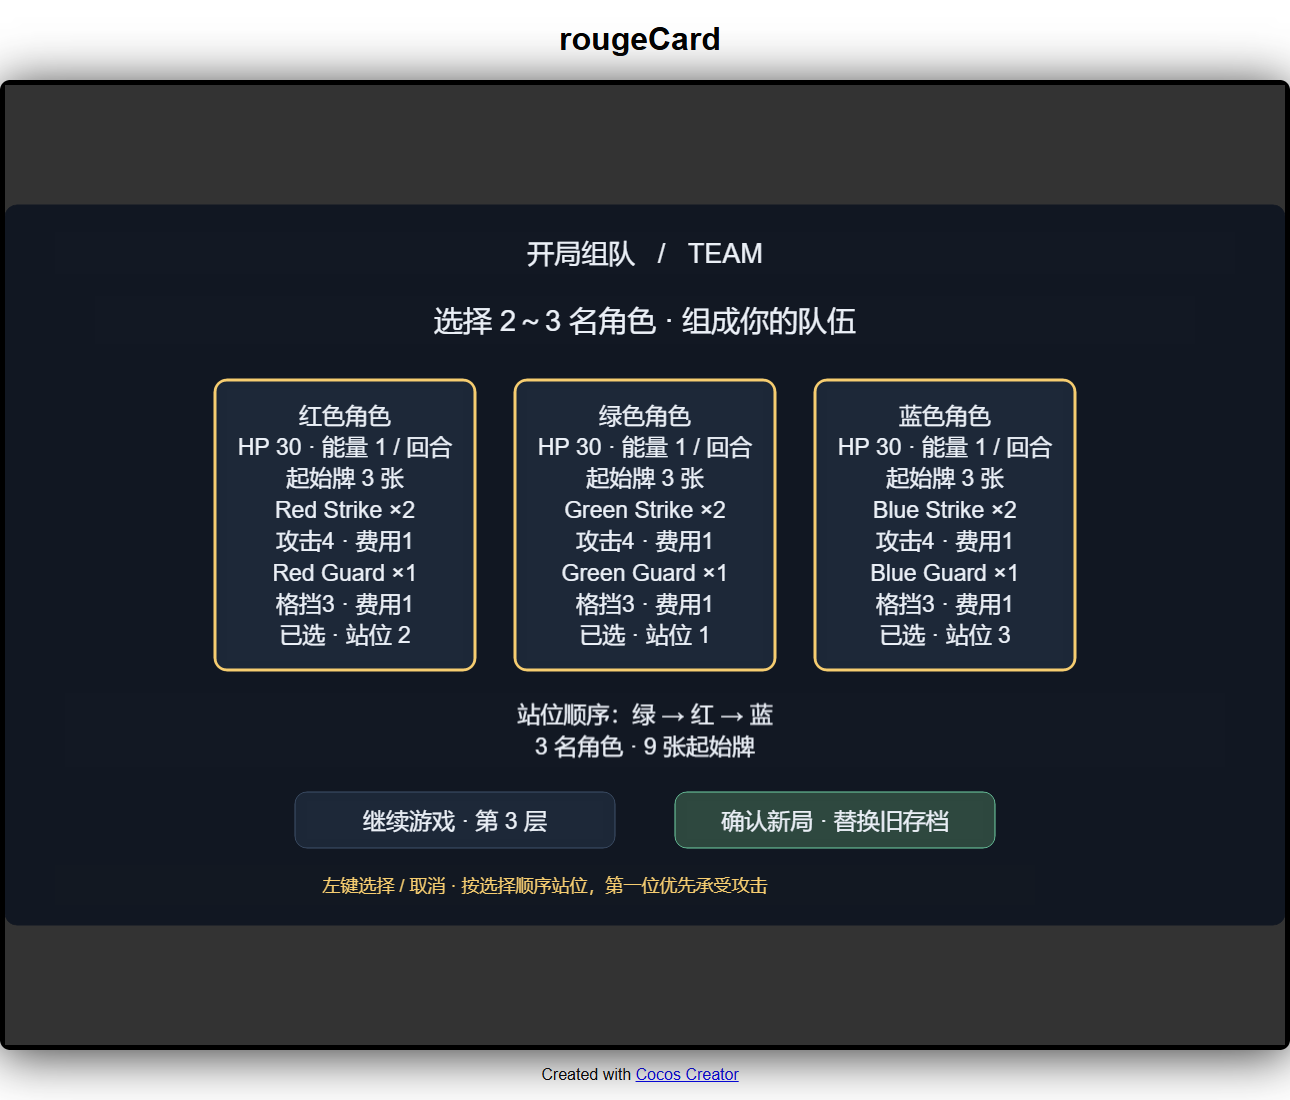 rougeCard
开局组队 / TEAM
选择 2～3 名角色 · 组成你的队伍
红色角色
HP 30 · 能量 1 / 回合
起始牌 3 张
Red Strike ×2
攻击4 · 费用1
Red Guard ×1
格挡3 · 费用1
已选 · 站位 2
绿色角色
HP 30 · 能量 1 / 回合
起始牌 3 张
Green Strike ×2
攻击4 · 费用1
Green Guard ×1
格挡3 · 费用1
已选 · 站位 1
蓝色角色
HP 30 · 能量 1 / 回合
起始牌 3 张
Blue Strike ×2
攻击4 · 费用1
Blue Guard ×1
格挡3 · 费用1
已选 · 站位 3
站位顺序：绿 → 红 → 蓝
3 名角色 · 9 张起始牌
继续游戏 · 第 3 层
确认新局 · 替换旧存档
左键选择 / 取消 · 按选择顺序站位，第一位优先承受攻击
Created with Cocos Creator